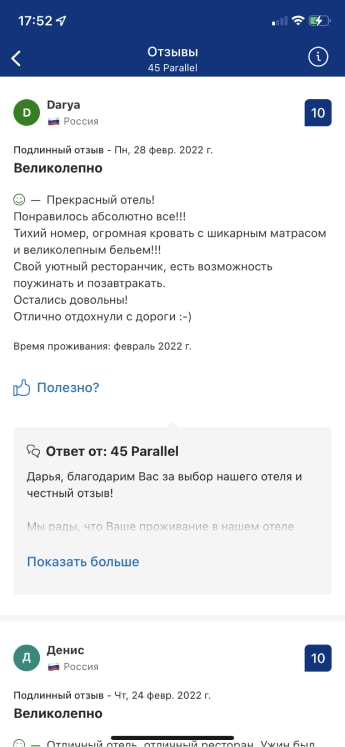 17:52
Отзывы
45 Parallel
D
Darya
Россия
10
Подлинный отзыв - Пн, 28 февр. 2022 г.
Великолепно
— Прекрасный отель!
Понравилось абсолютно все!!!
Тихий номер, огромная кровать с шикарным матрасом
и великолепным бельем!!!
Свой уютный ресторанчик, есть возможность
поужинать и позавтракать.
Остались довольны!
Отлично отдохнули с дороги :-)
Время проживания: февраль 2022 г.
Полезно?
Ответ от: 45 Parallel
Дарья, благодарим Вас за выбор нашего отеля и
честный отзыв!
Мы рады, что Ваше проживание в нашем отеле
Показать больше
Д
Денис
Россия
10
Подлинный отзыв - Чт, 24 февр. 2022 г.
Великолепно
— Отличный отель, отличный ресторан. Ужин был